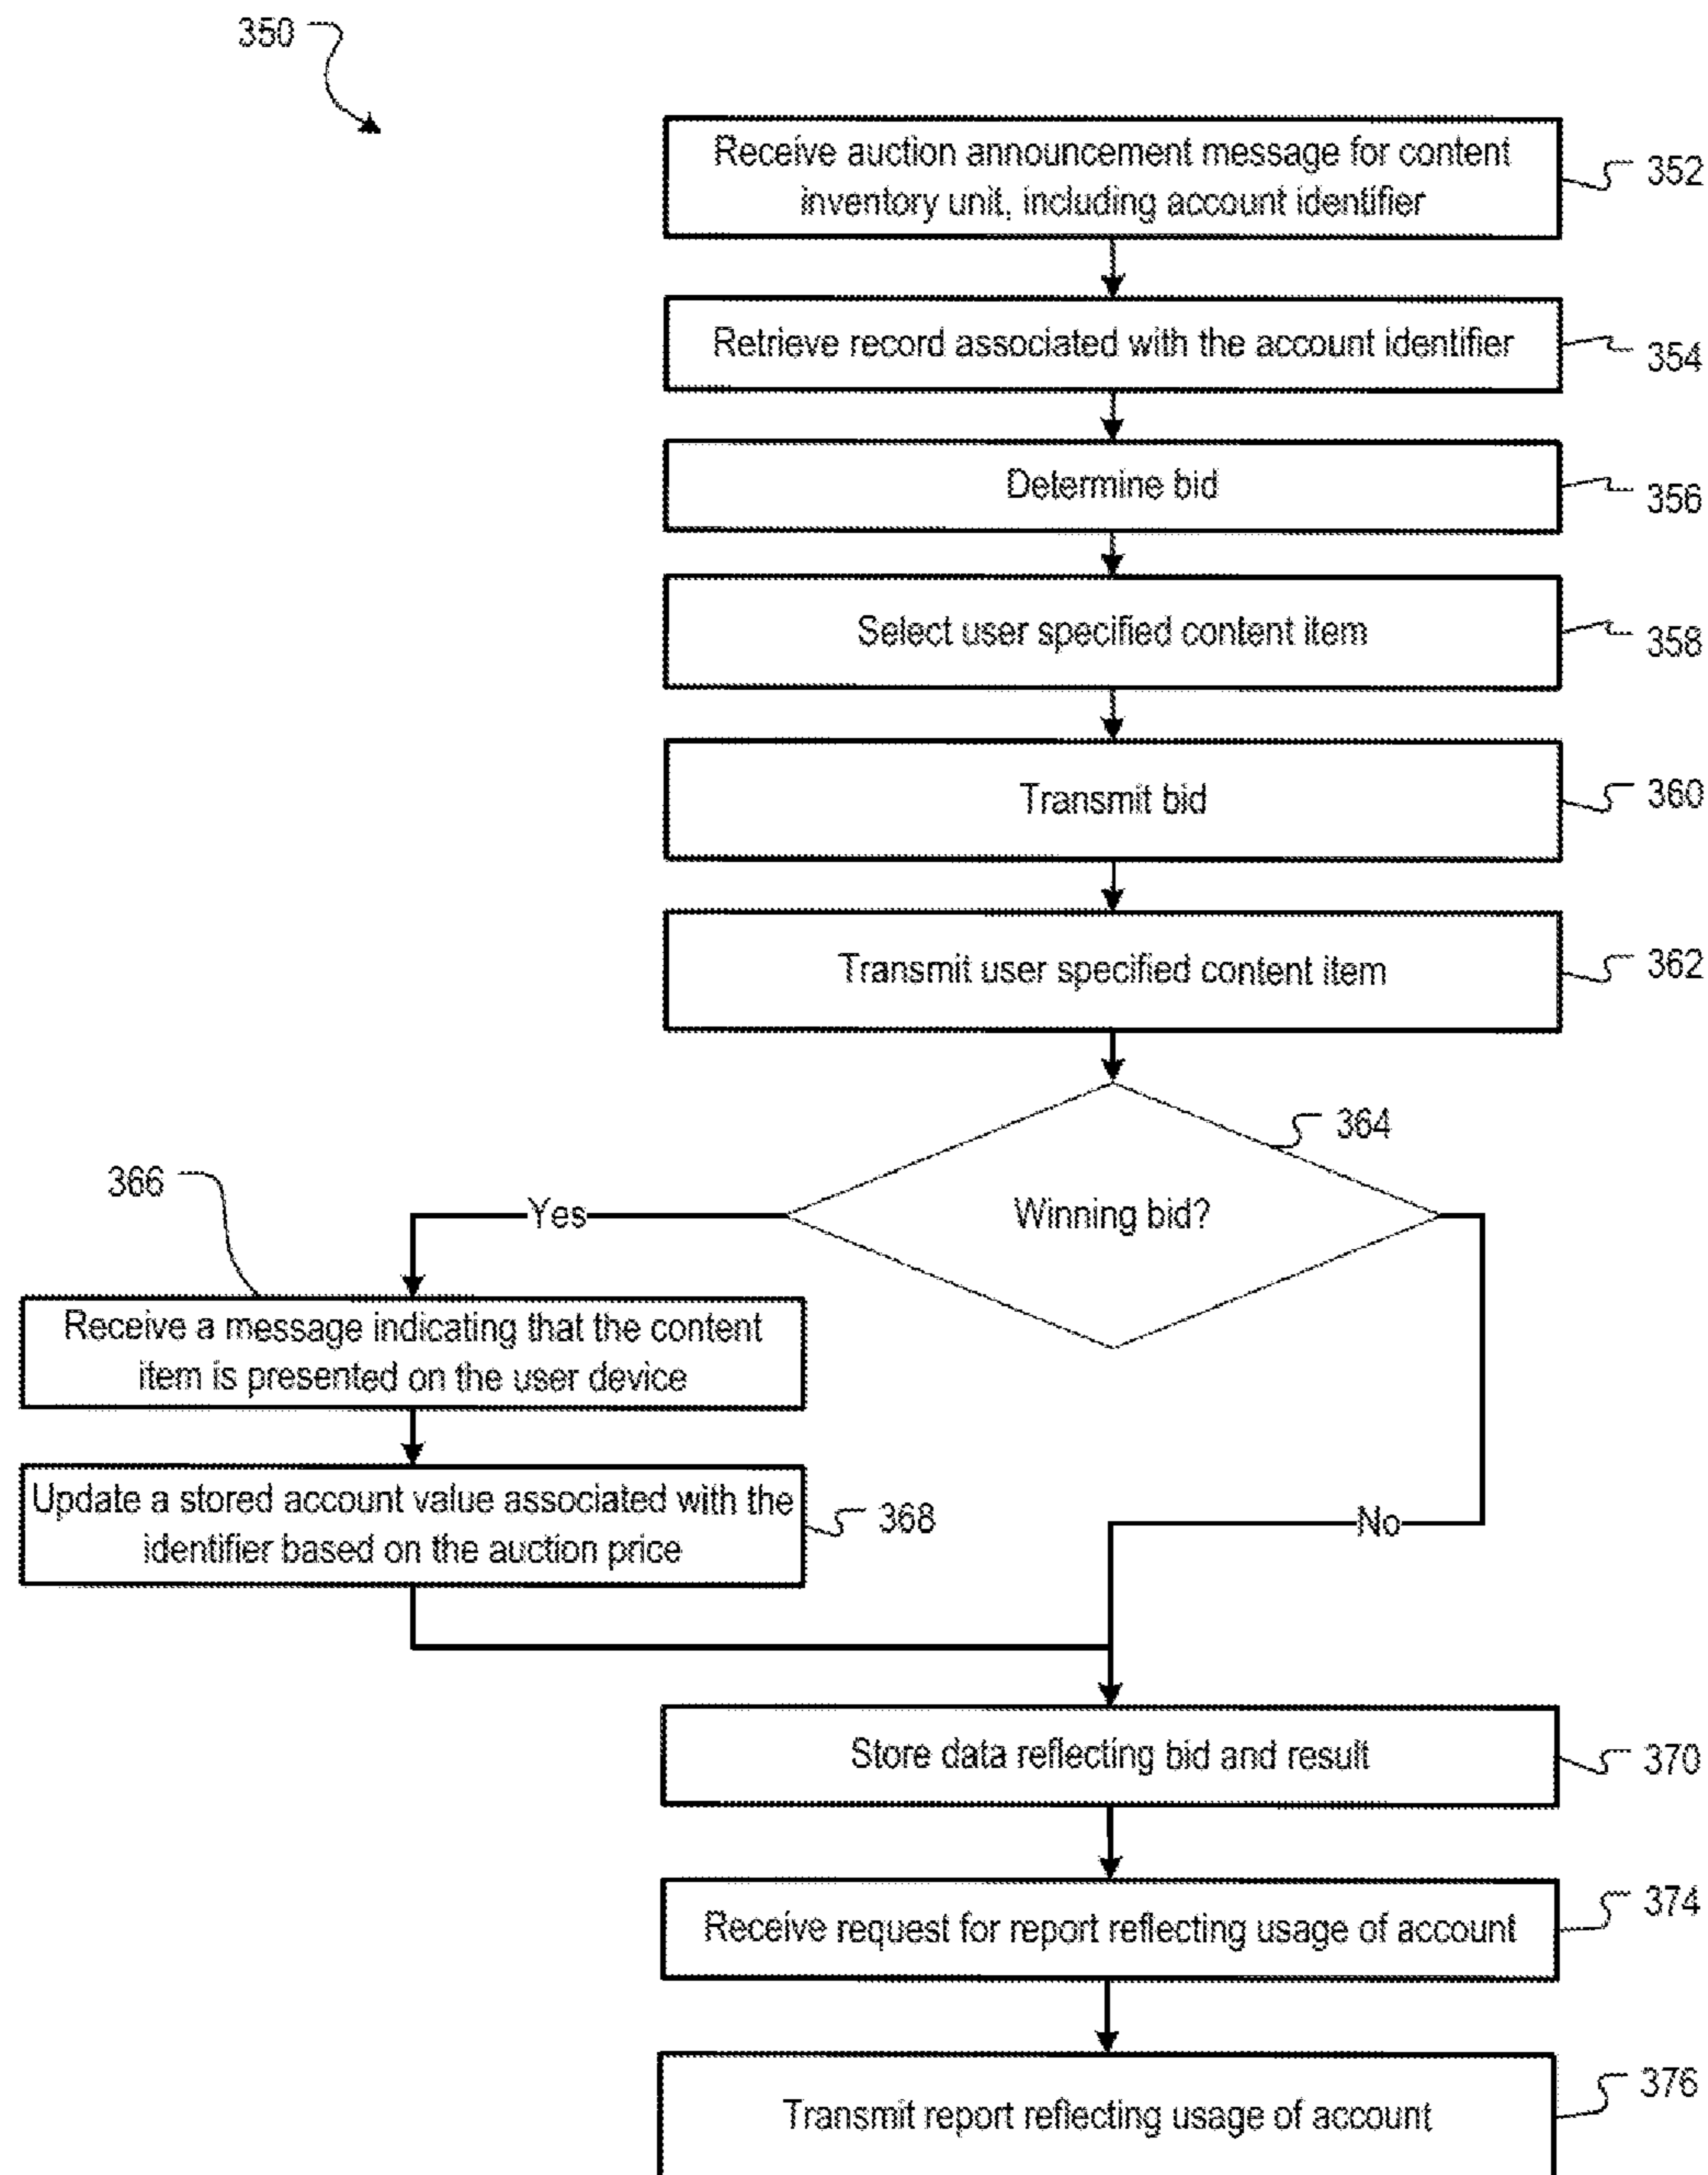 350
Receive auction announcement message for content
inventory unit, including account identifier
352
Retrieve record associated with the account identifier
354
Determine bid
356
Select user specified content item
358
Transmit bid
360
Transmit user specified content item
362
364
Winning bid?
366
Yes
Receive a message indicating that the content
item is presented on the user device
Update a stored account value associated with the
identifier based on the auction price
368
No
Store data reflecting bid and result
370
Receive request for report reflecting usage of account
374
Transmit report reflecting usage of account
376